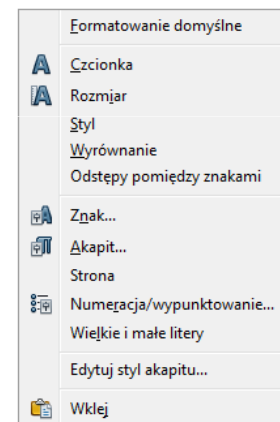 Formatowanie domyślne
Czcionka
Rozmiar
Styl
Wyrównanie
Odstępy pomiędzy znakami
Znak...
Akapit...
Strona
Numeracja/wypunktowanie...
Wielkie i małe litery
Edytuj styl akapitu...
Wklej